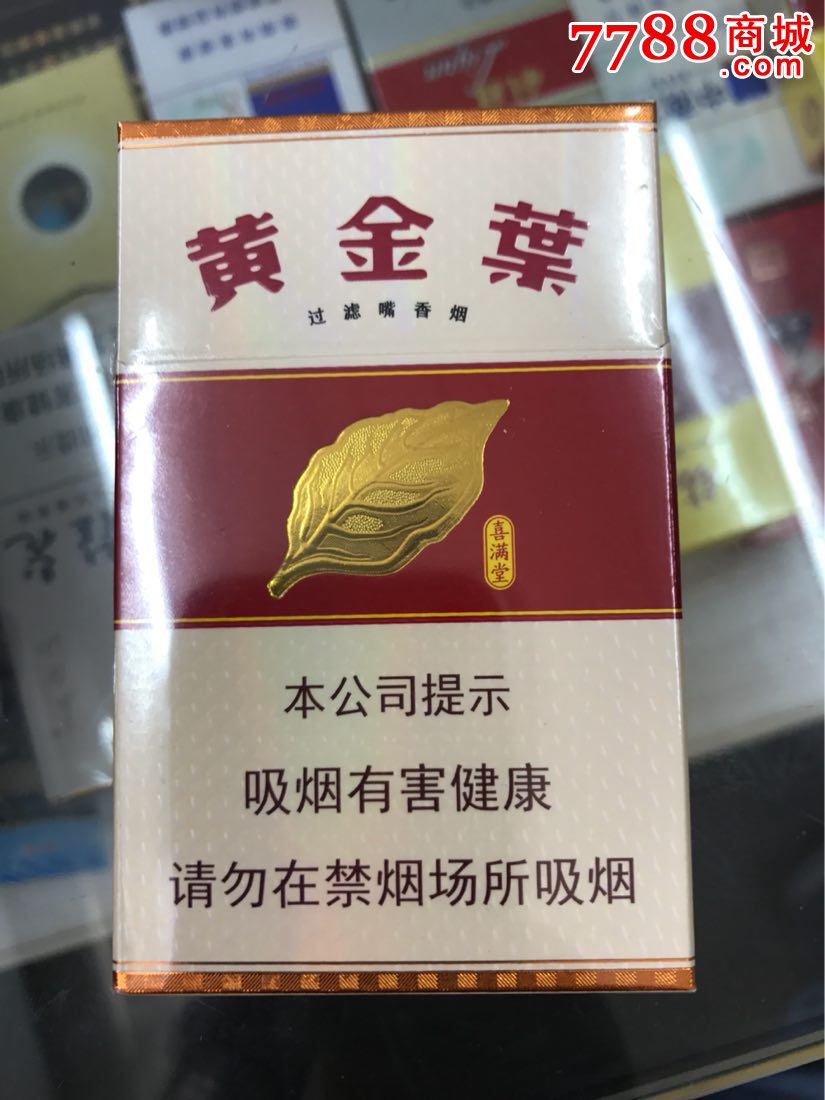 7788商城
.com
黄金葉
过滤嘴香烟
喜满堂
本公司提示
吸烟有害健康
请勿在禁烟场所吸烟